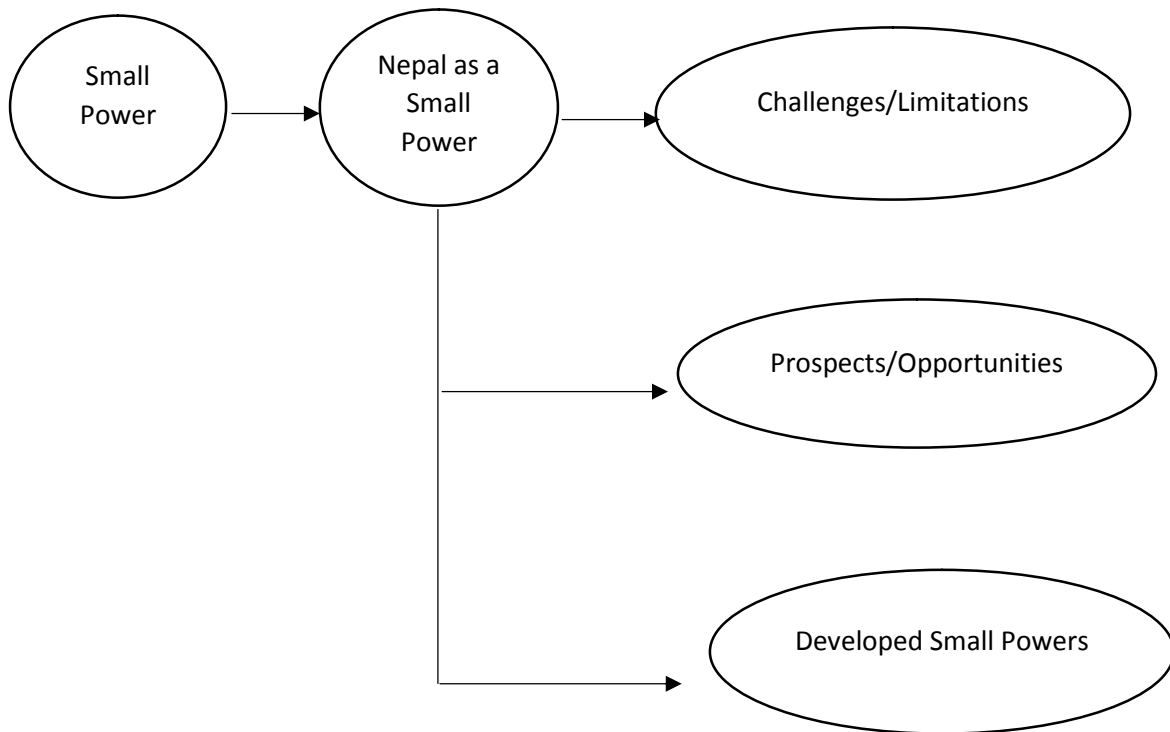 Small
Power
Nepal as a
Small
Power
Challenges/Limitations
Prospects/Opportunities
Developed Small Powers